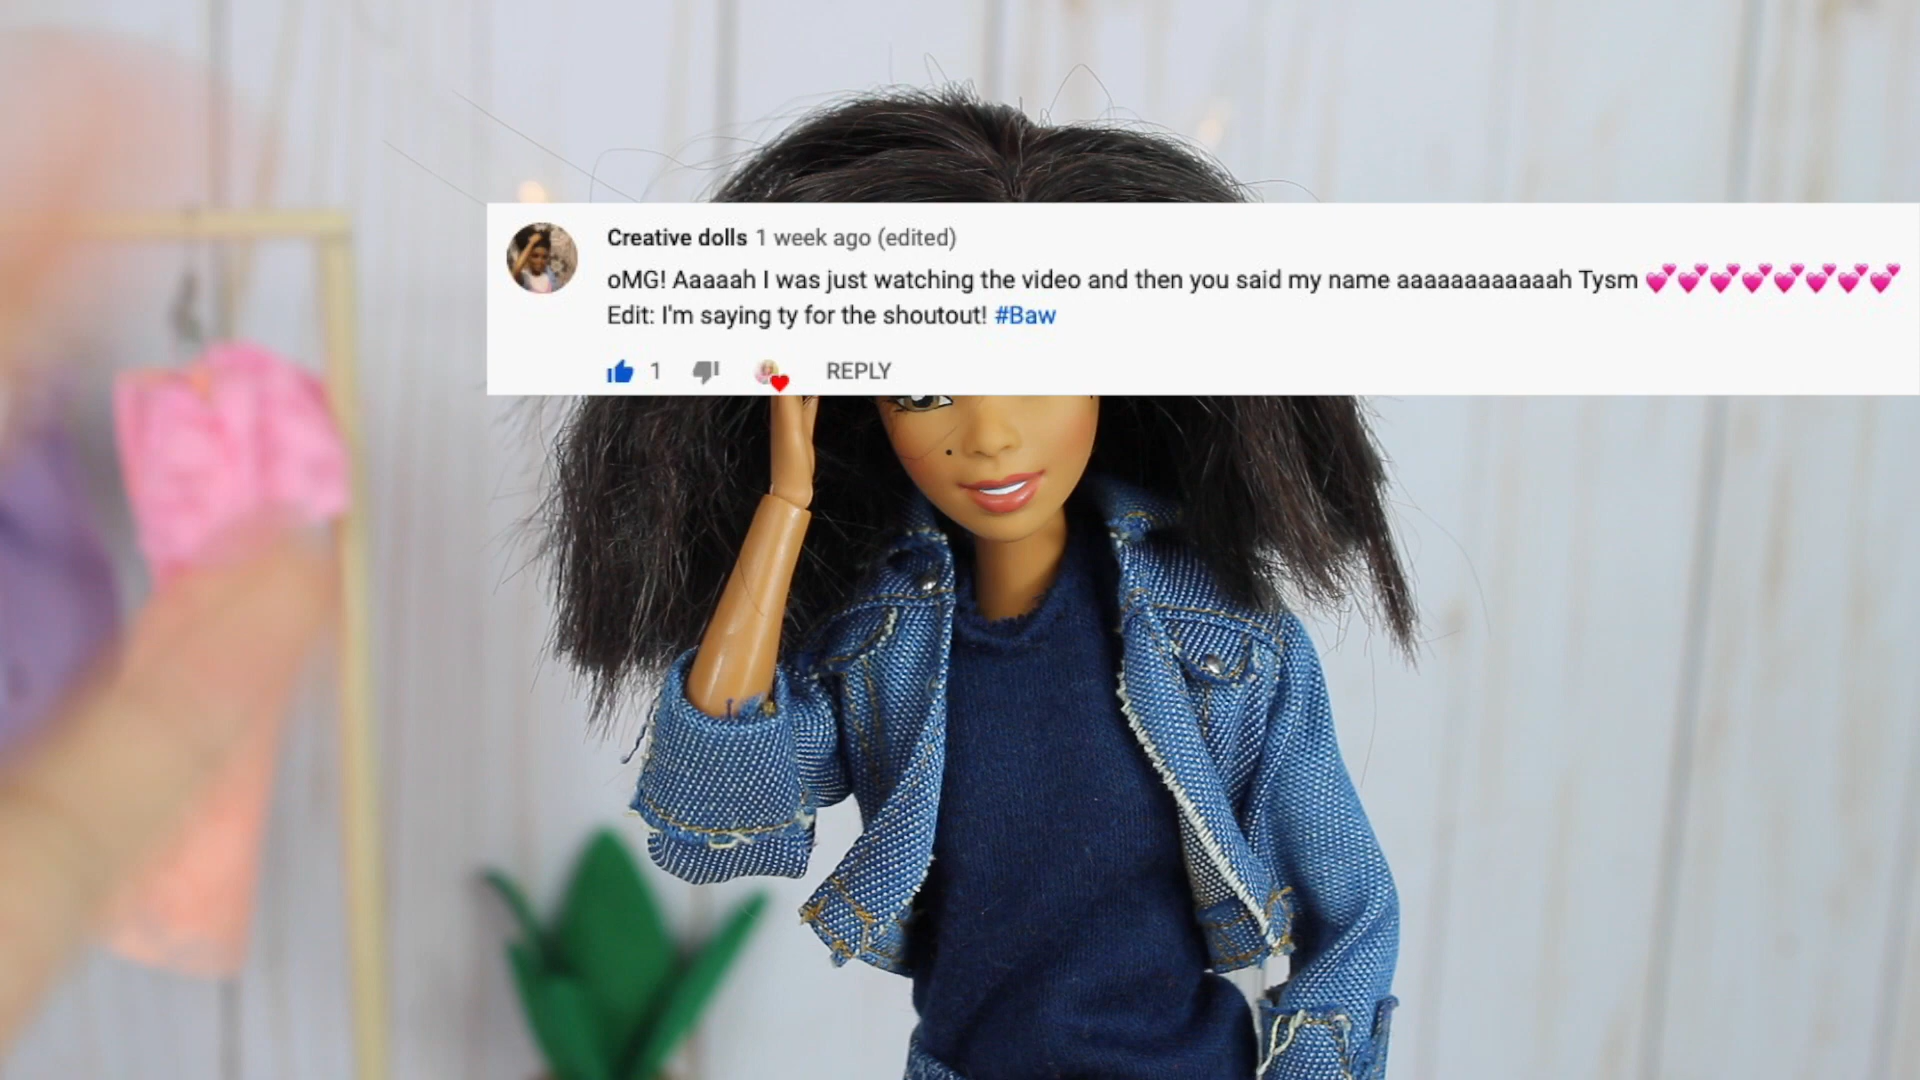 Creative dolls 1 week ago (edited)
oMG! Aaaaah I was just watching the video and then you said my name aaaaaaaaaaaah Tysm 💕💕💕💕💕💕💕💕
Edit: I'm saying ty for the shoutout! #Baw
1 REPLY